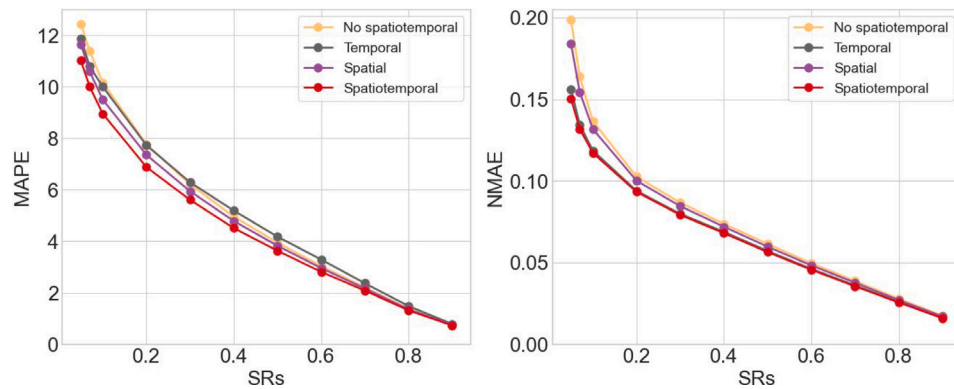 MAPE
12
10
8
6
4
2
0
No spatiotemporal
Temporal
Spatial
Spatiotemporal
0.2
0.4
0.6
0.8
SRs
NMAE
0.20
0.15
0.10
0.05
0.00
No spatiotemporal
Temporal
Spatial
Spatiotemporal
0.2
0.4
0.6
0.8
SRs